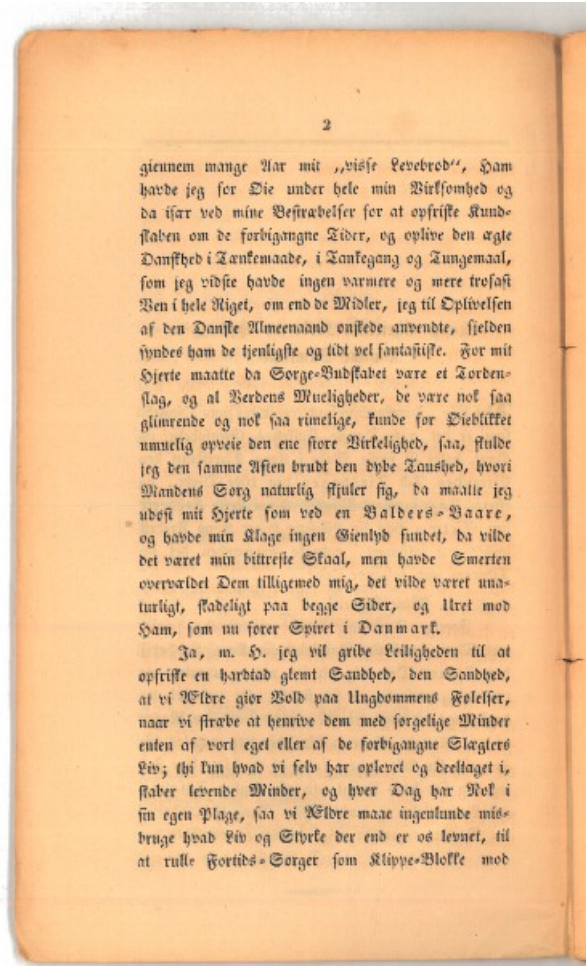 2
giennem mange Aar mit „visse Levebrød“, Ham
havde jeg for Øie under hele min Virksomhed og
da især ved mine Bestræbelser for at opfriske Kund-
skaben om de forbigangne Tider, og oplive den ægte
Danskhed i Tænkemaade, i Tankegang og Tungemaal,
som jeg vidste havde ingen varmere og mere trofast
Ven i hele Riget, om end de Midler, jeg til Oplivelsen
af den Danske Almeenaand ønskede anvendte, sjelden
syndes ham de tjenligste og tidt vel fantastiske. For mit
Hjerte maatte da Sorge-Budskabet være et Torden-
slag, og al Verdens Mueligheder, de være nok saa
glimrende og nok saa rimelige, kunde for Øieblikket
umuelig opveie den ene store Virkelighed, saa, skulde
jeg den samme Aften brudt den dybe Taushed, hvori
Mandens Sorg naturlig skjuler sig, da maatte jeg
udøst mit Hjerte som ved en Balders-Baare,
og havde min Klage ingen Gienlyd fundet, da vilde
det været min bittreste Skaal, men havde Smerten
overvældet Dem tilligemed mig, det vilde været una-
turligt, skadeligt paa begge Sider, og Uret mod
Ham, som nu fører Spiret i Danmark.
Ja, m. H. jeg vil gribe Leiligheden til at
opfriske en hardtad glemt Sandhed, den Sandhed,
at vi Ældre giør Vold paa Ungdommens Følelser,
naar vi stræbe at henrive dem med sørgelige Minder
enten af vort eget eller af de forbigangne Slægters
Liv; thi kun hvad vi selv har oplevet og deeltaget i,
skaber levende Minder, og hver Dag har Nok i
sin egen Plage, saa vi Ældre maae ingenlunde mis-
bruge hvad Liv og Styrke der end er os levnet, til
at rulle Fortids-Sorger som Klippe-Blokke mod